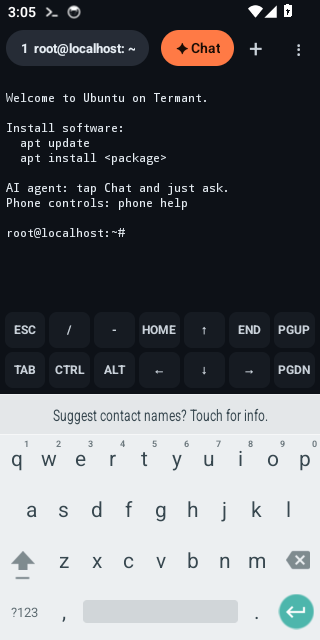 3:05
1 root@localhost: ~
Chat
+
Welcome to Ubuntu on Termant.
Install software:
apt update
apt install <package>
AI agent: tap Chat and just ask.
Phone controls: phone help
root@localhost:~#
ESC / - HOME ↑ END PGUP
TAB CTRL ALT ← ↓ → PGDN
Suggest contact names? Touch for info.
1 2 3 4 5 6 7 8 9 0
q w e r t y u i o p
a s d f g h j k l
z x c v b n m
?123 , .